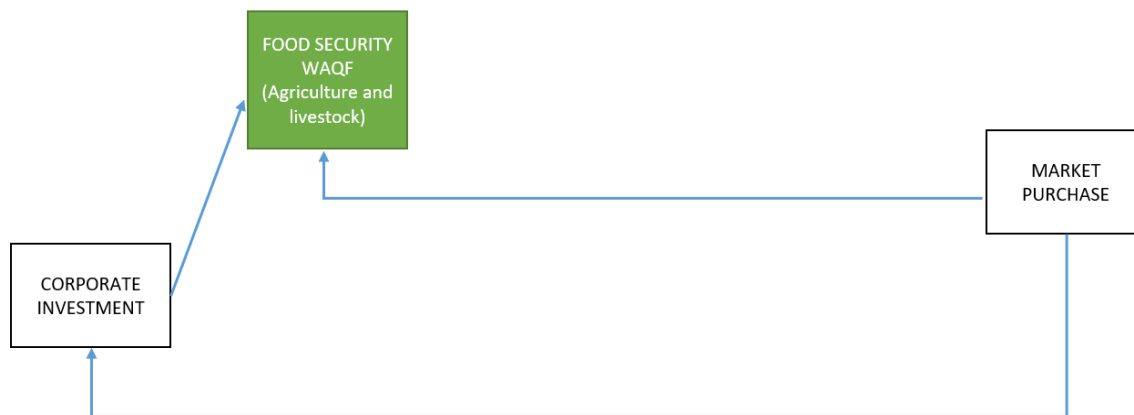 FOOD SECURITY
WAQF
(Agriculture and
livestock)
MARKET
PURCHASE
CORPORATE
INVESTMENT